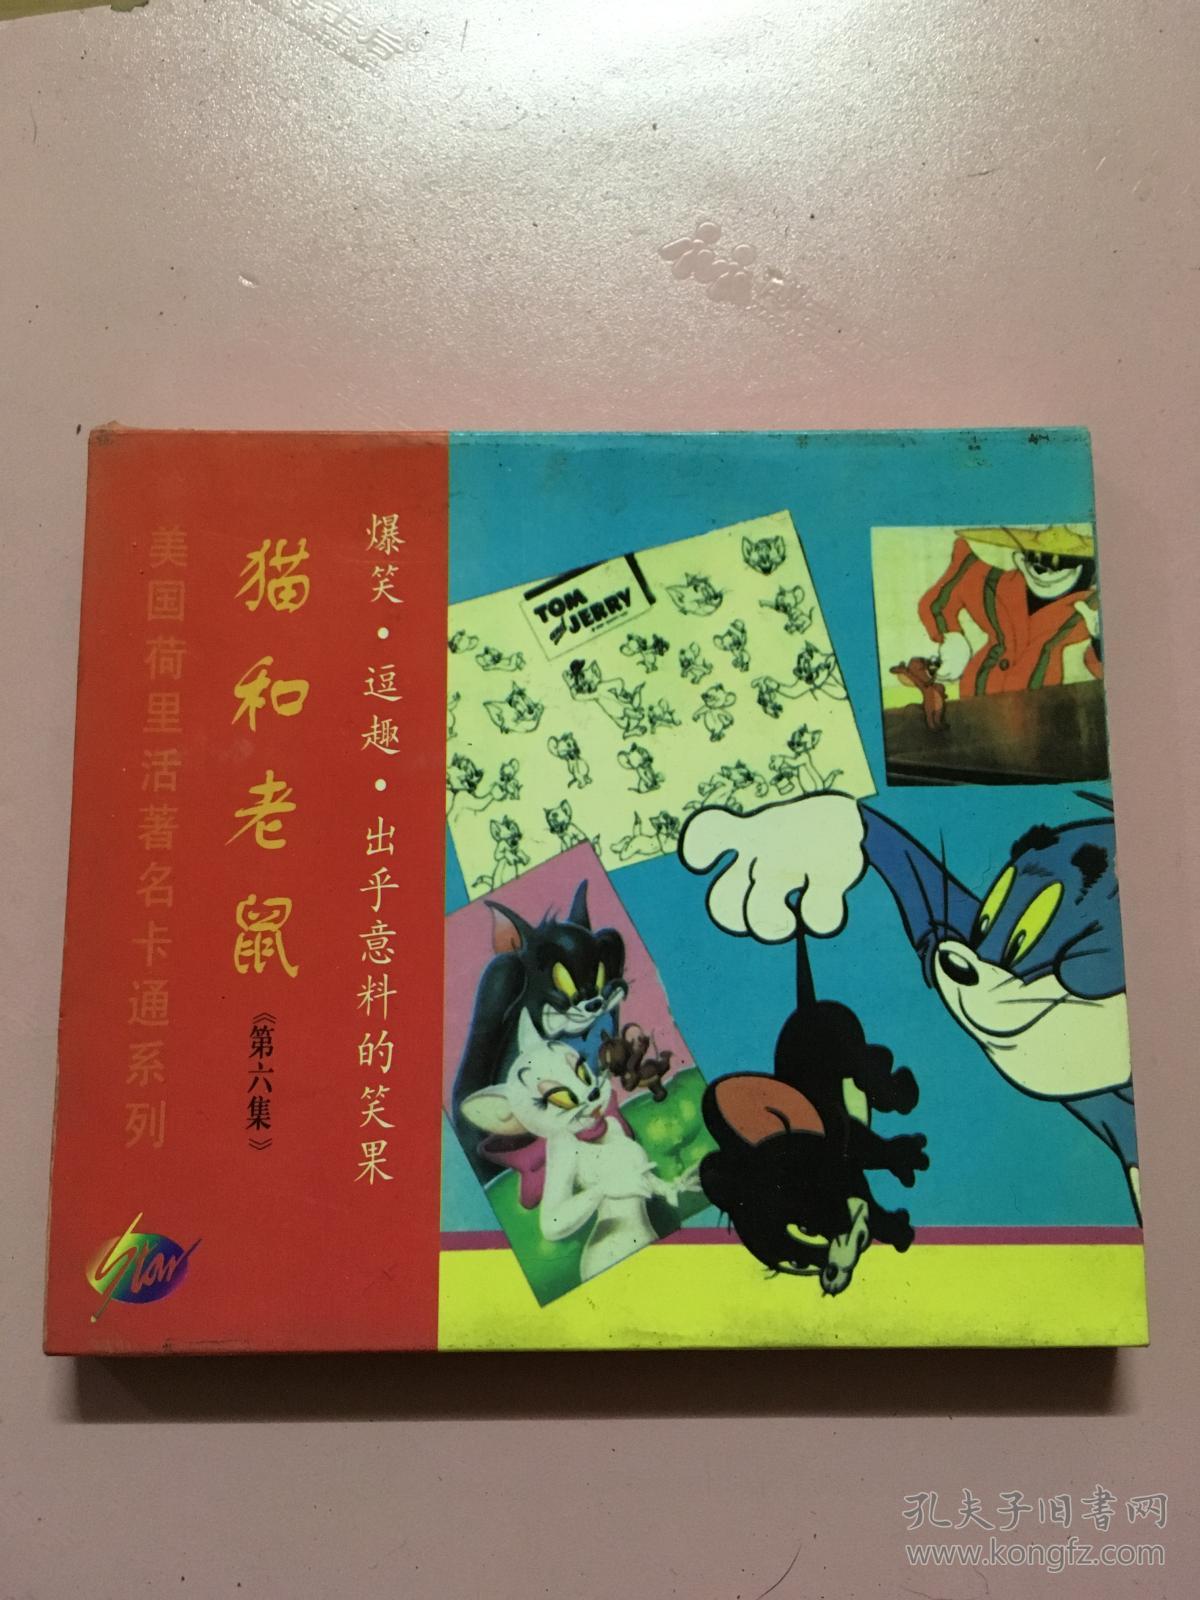 美国荷里活著名卡通系列
猫和老鼠
《第六集》
爆笑·逗趣·出乎意料的笑果
Star
TOM
and JERRY
孔夫子旧书网
www.kongfz.com